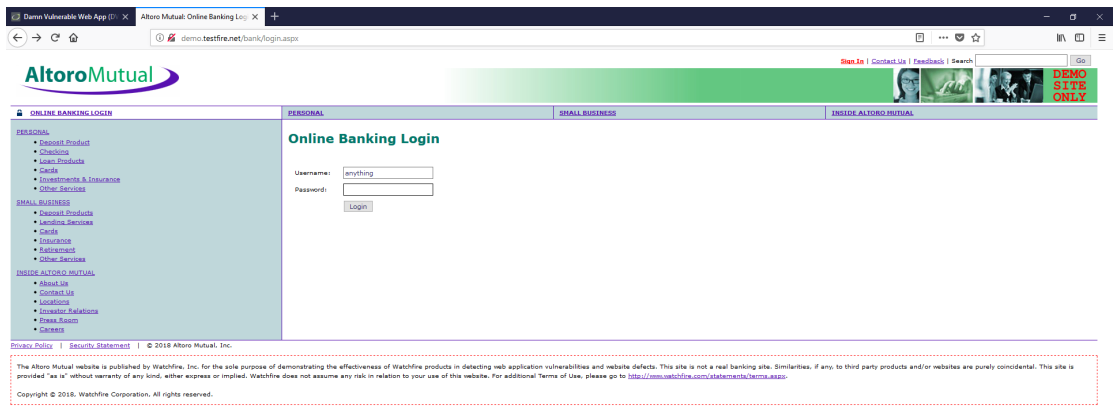 Damn Vulnerable Web App (D
Altoro Mutual: Online Banking Log
demo.testfire.net/bank/login.aspx
Sign In | Contact Us | Feedback | Search
Go
AltoroMutual
DEMO
SITE
ONLY
ONLINE BANKING LOGIN
PERSONAL
SMALL BUSINESS
INSIDE ALTORO MUTUAL
PERSONAL
• Deposit Product
• Checking
• Loan Products
• Cards
• Investments & Insurance
• Other Services
SMALL BUSINESS
• Deposit Products
• Lending Services
• Cards
• Insurance
• Retirement
• Other Services
INSIDE ALTORO MUTUAL
• About Us
• Contact Us
• Locations
• Investor Relations
• Press Room
• Careers
Online Banking Login
Username: anything
Password:
Login
Privacy Policy | Security Statement | © 2018 Altoro Mutual, Inc.
The Altoro Mutual website is published by Watchfire, Inc. for the sole purpose of demonstrating the effectiveness of Watchfire products in detecting web application vulnerabilities and website defects. This site is not a real banking site. Similarities, if any, to third party products and/or websites are purely coincidental. This site is
provided "as is" without warranty of any kind, either express or implied. Watchfire does not assume any risk in relation to your use of this website. For additional Terms of Use, please go to http://www.watchfire.com/statements/terms.aspx.
Copyright © 2018, Watchfire Corporation, All rights reserved.